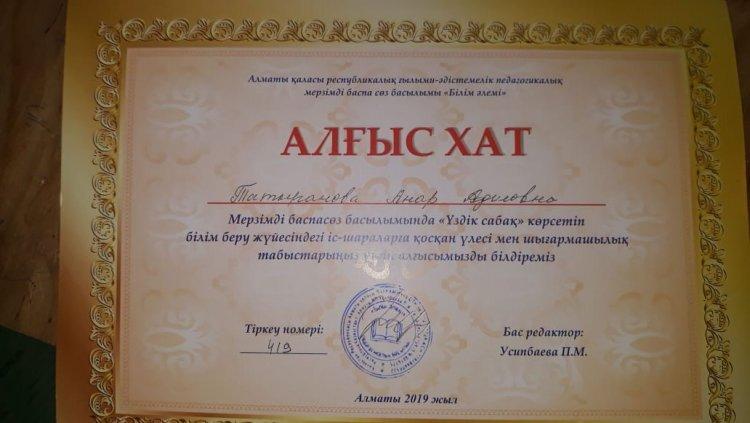 Алматы қаласы республикалық ғылыми-әдістемелік педагогикалық
мерзімді баспа сөз басылымы «Білім әлемі»
АЛҒЫС ХАТ
Анар Адиловна
Мерзімді баспасөз басылымында «Үздік сабақ» көрсетіп
білім беру жүйесіндегі іс-шараларға қосқан үлесі мен шығармашылық
табыстарыңыз үшін алғысымызды білдіреміз
Тіркеу номері:
419
Бас редактор:
Усипбаева П.М.
Алматы 2019 жыл